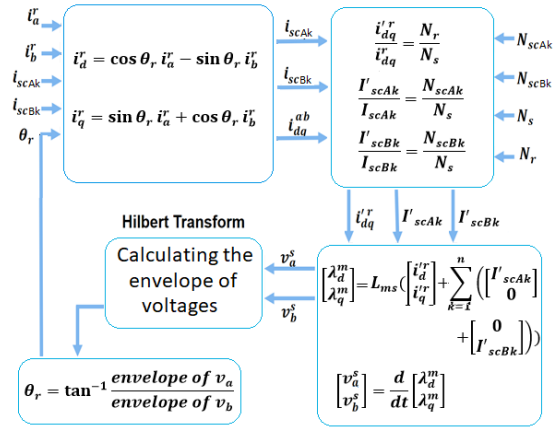 i_a^r
i_b^r
i_scAk
i_scBk
θ_r
i_d^r = cos θ_r i_a^r − sin θ_r i_b^r
i_q^r = sin θ_r i_a^r + cos θ_r i_b^r
i_scAk
i_scBk
i_dq^ab
i'_dq^r / i_dq^r = N_r / N_s
I'_scAk / I_scAk = N_scAk / N_s
I'_scBk / I_scBk = N_scBk / N_s
N_scAk
N_scBk
N_s
N_r
i'_dq^r
I'_scAk
I'_scBk
Hilbert Transform
Calculating the
envelope of
voltages
v_a^s
v_b^s
[λ_d^m λ_q^m] = L_ms([i'_d^r i'_q^r] + ∑_{k=1}^{n} ([I'_scAk 0]
+ [0 I'_scBk]))
[v_a^s v_b^s] = d/dt [λ_d^m λ_q^m]
θ_r = tan^−1 envelope of v_a / envelope of v_b